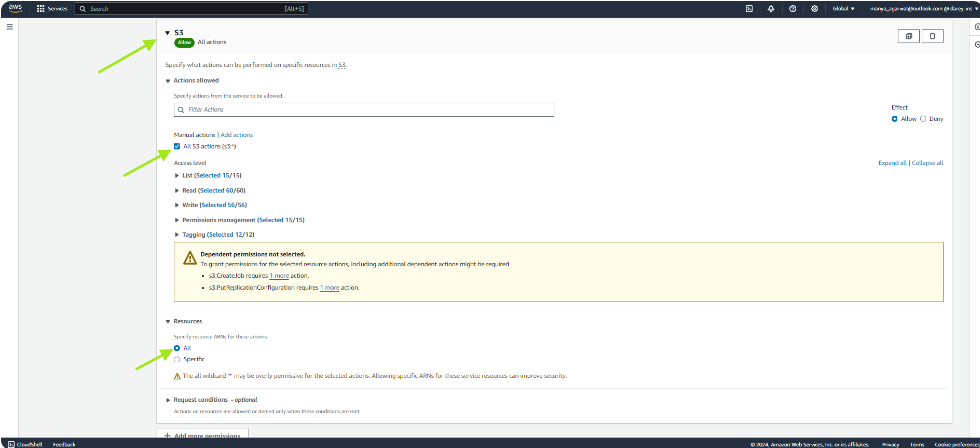 aws Services Search [Alt+S] Global ▼ manya_agarwal@outlook.com @ darey-ins ▼
S3
Allow All actions
Specify what actions can be performed on specific resources in S3.
Actions allowed
Specify actions from the service to be allowed.
Filter Actions
Effect
Allow Deny
Manual actions | Add actions
All S3 actions (s3:*)
Access level
Expand all | Collapse all
List (Selected 15/15)
Read (Selected 60/60)
Write (Selected 56/56)
Permissions management (Selected 15/15)
Tagging (Selected 12/12)
Dependent permissions not selected.
To grant permissions for the selected resource actions, including additional dependent actions might be required
• s3:CreateJob requires 1 more action.
• s3:PutReplicationConfiguration requires 1 more action.
Resources
Specify resource ARNs for these actions.
All
Specific
The all wildcard '*' may be overly permissive for the selected actions. Allowing specific ARNs for these service resources can improve security.
Request conditions - optional
Actions on resources are allowed or denied only when these conditions are met
+ Add more permissions
CloudShell Feedback © 2024, Amazon Web Services, Inc. or its affiliates. Privacy Terms Cookie preferences